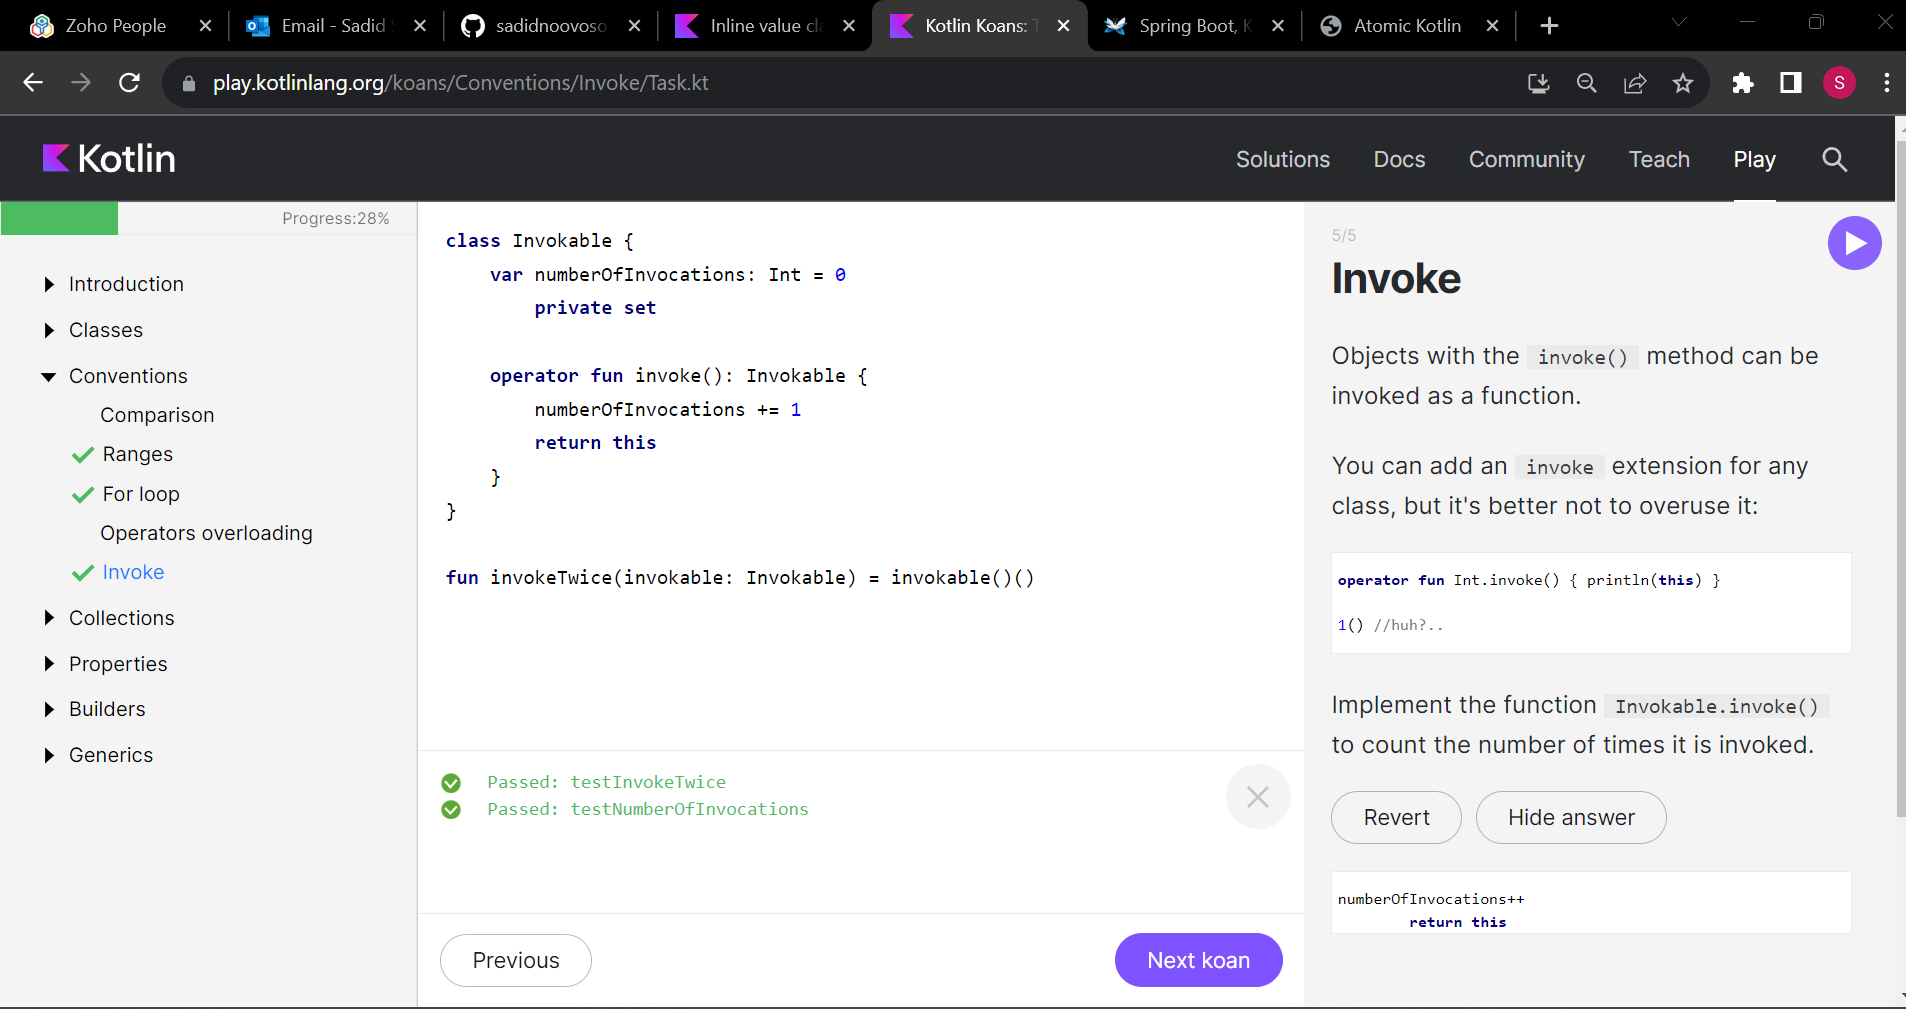 Zoho People
Email - Sadid
sadidnoovoso
Inline value cla
Kotlin Koans: T
Spring Boot, K
Atomic Kotlin
play.kotlinlang.org/koans/Conventions/Invoke/Task.kt
S
Kotlin
Solutions
Docs
Community
Teach
Play
Progress:28%
Introduction
Classes
Conventions
Comparison
Ranges
For loop
Operators overloading
Invoke
Collections
Properties
Builders
Generics
class Invokable {
var numberOfInvocations: Int = 0
private set
operator fun invoke(): Invokable {
numberOfInvocations += 1
return this
}
}
fun invokeTwice(invokable: Invokable) = invokable()()
Passed: testInvokeTwice
Passed: testNumberOfInvocations
Previous
Next koan
5/5
Invoke
Objects with the invoke() method can be
invoked as a function.
You can add an invoke extension for any
class, but it's better not to overuse it:
operator fun Int.invoke() { println(this) }
1() //huh?..
Implement the function Invokable.invoke()
to count the number of times it is invoked.
Revert
Hide answer
numberOfInvocations++
return this